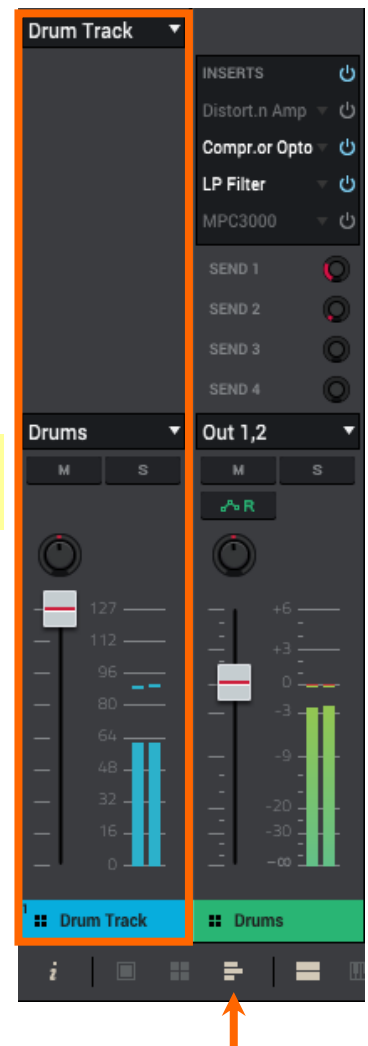 Drum Track
INSERTS
Distort.n Amp
Compr.or Opto
LP Filter
MPC3000
SEND 1
SEND 2
SEND 3
SEND 4
Drums
Out 1,2
M S
M S
R
127
112
96
80
64
48
32
16
0
+6
+3
0
-3
-9
-20
-30
-∞
1
Drum Track
Drums
i